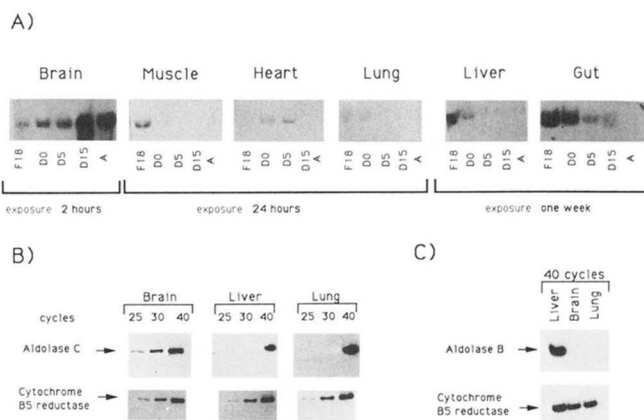 A)
Brain Muscle Heart Lung Liver Gut
F18 D0 D5 D15 A F18 D0 D5 D15 A F18 D0 D5 D15 A F18 D0 D5 D15 A F18 D0 D5 D15 A F18 D0 D5 D15 A
exposure 2 hours exposure 24 hours exposure one week
B)
Brain Liver Lung
cycles 25 30 40 25 30 40 25 30 40
Aldolase C
Cytochrome
B5 reductase
C)
40 cycles
Liver Brain Lung
Aldolase B
Cytochrome
B5 reductase